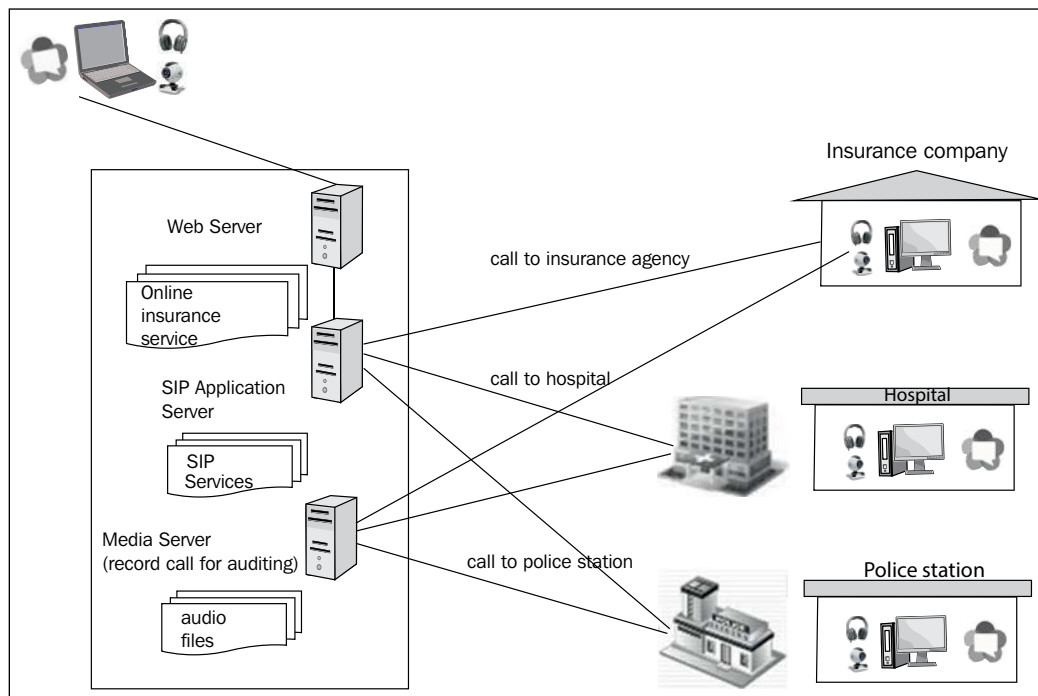 Insurance company
Web Server
call to insurance agency
Online
insurance
service
call to hospital
SIP Application
Server
Hospital
SIP
Services
Media Server
(record call for auditing)
call to police station
Police station
audio
files